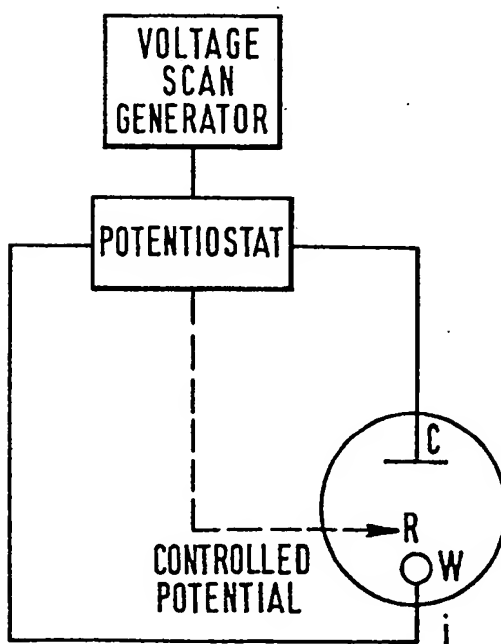 VOLTAGE
SCAN
GENERATOR
POTENTIOSTAT
C
R
CONTROLLED
POTENTIAL
W
i